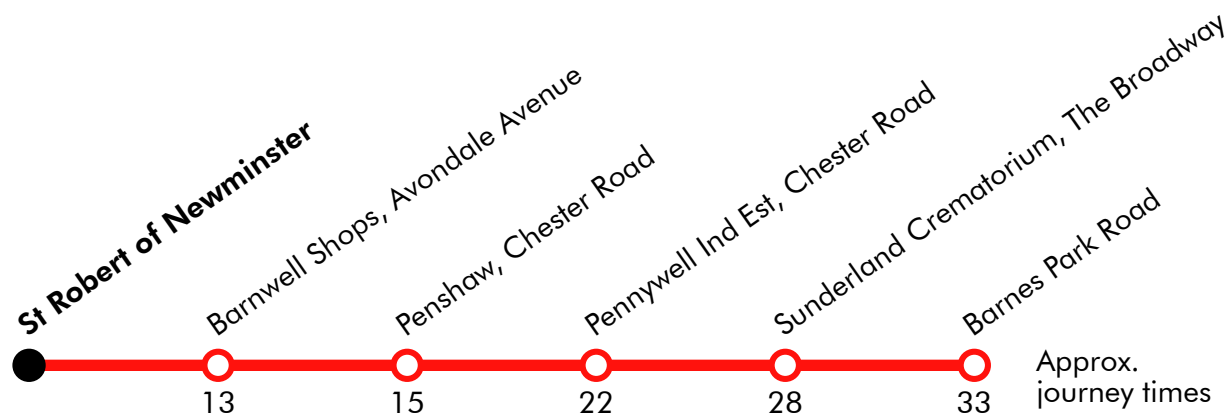 St Robert of Newminster
Barnwell Shops, Avondale Avenue
Penshaw, Chester Road
Pennywell Ind Est, Chester Road
Sunderland Crematorium, The Broadway
Barnes Park Road
13
15
22
28
33
Approx.
journey times